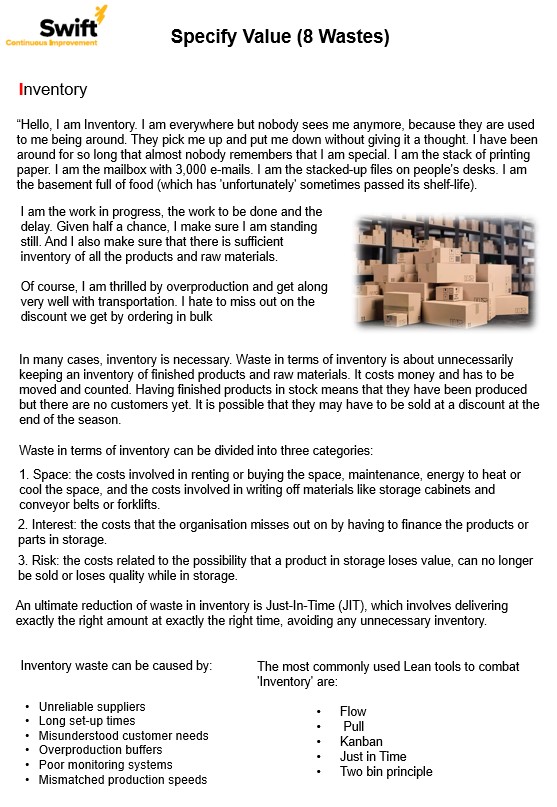 Swift
Continuous Improvement
Specify Value (8 Wastes)
Inventory
“Hello, I am Inventory. I am everywhere but nobody sees me anymore, because they are used
to me being around. They pick me up and put me down without giving it a thought. I have been
around for so long that almost nobody remembers that I am special. I am the stack of printing
paper. I am the mailbox with 3,000 e-mails. I am the stacked-up files on people's desks. I am
the basement full of food (which has 'unfortunately' sometimes passed its shelf-life).
I am the work in progress, the work to be done and the
delay. Given half a chance, I make sure I am standing
still. And I also make sure that there is sufficient
inventory of all the products and raw materials.
Of course, I am thrilled by overproduction and get along
very well with transportation. I hate to miss out on the
discount we get by ordering in bulk
In many cases, inventory is necessary. Waste in terms of inventory is about unnecessarily
keeping an inventory of finished products and raw materials. It costs money and has to be
moved and counted. Having finished products in stock means that they have been produced
but there are no customers yet. It is possible that they may have to be sold at a discount at the
end of the season.
Waste in terms of inventory can be divided into three categories:
1. Space: the costs involved in renting or buying the space, maintenance, energy to heat or
cool the space, and the costs involved in writing off materials like storage cabinets and
conveyor belts or forklifts.
2. Interest: the costs that the organisation misses out on by having to finance the products or
parts in storage.
3. Risk: the costs related to the possibility that a product in storage loses value, can no longer
be sold or loses quality while in storage.
An ultimate reduction of waste in inventory is Just-In-Time (JIT), which involves delivering
exactly the right amount at exactly the right time, avoiding any unnecessary inventory.
Inventory waste can be caused by:
• Unreliable suppliers
• Long set-up times
• Misunderstood customer needs
• Overproduction buffers
• Poor monitoring systems
• Mismatched production speeds
The most commonly used Lean tools to combat
'Inventory' are:
• Flow
• Pull
• Kanban
• Just in Time
• Two bin principle